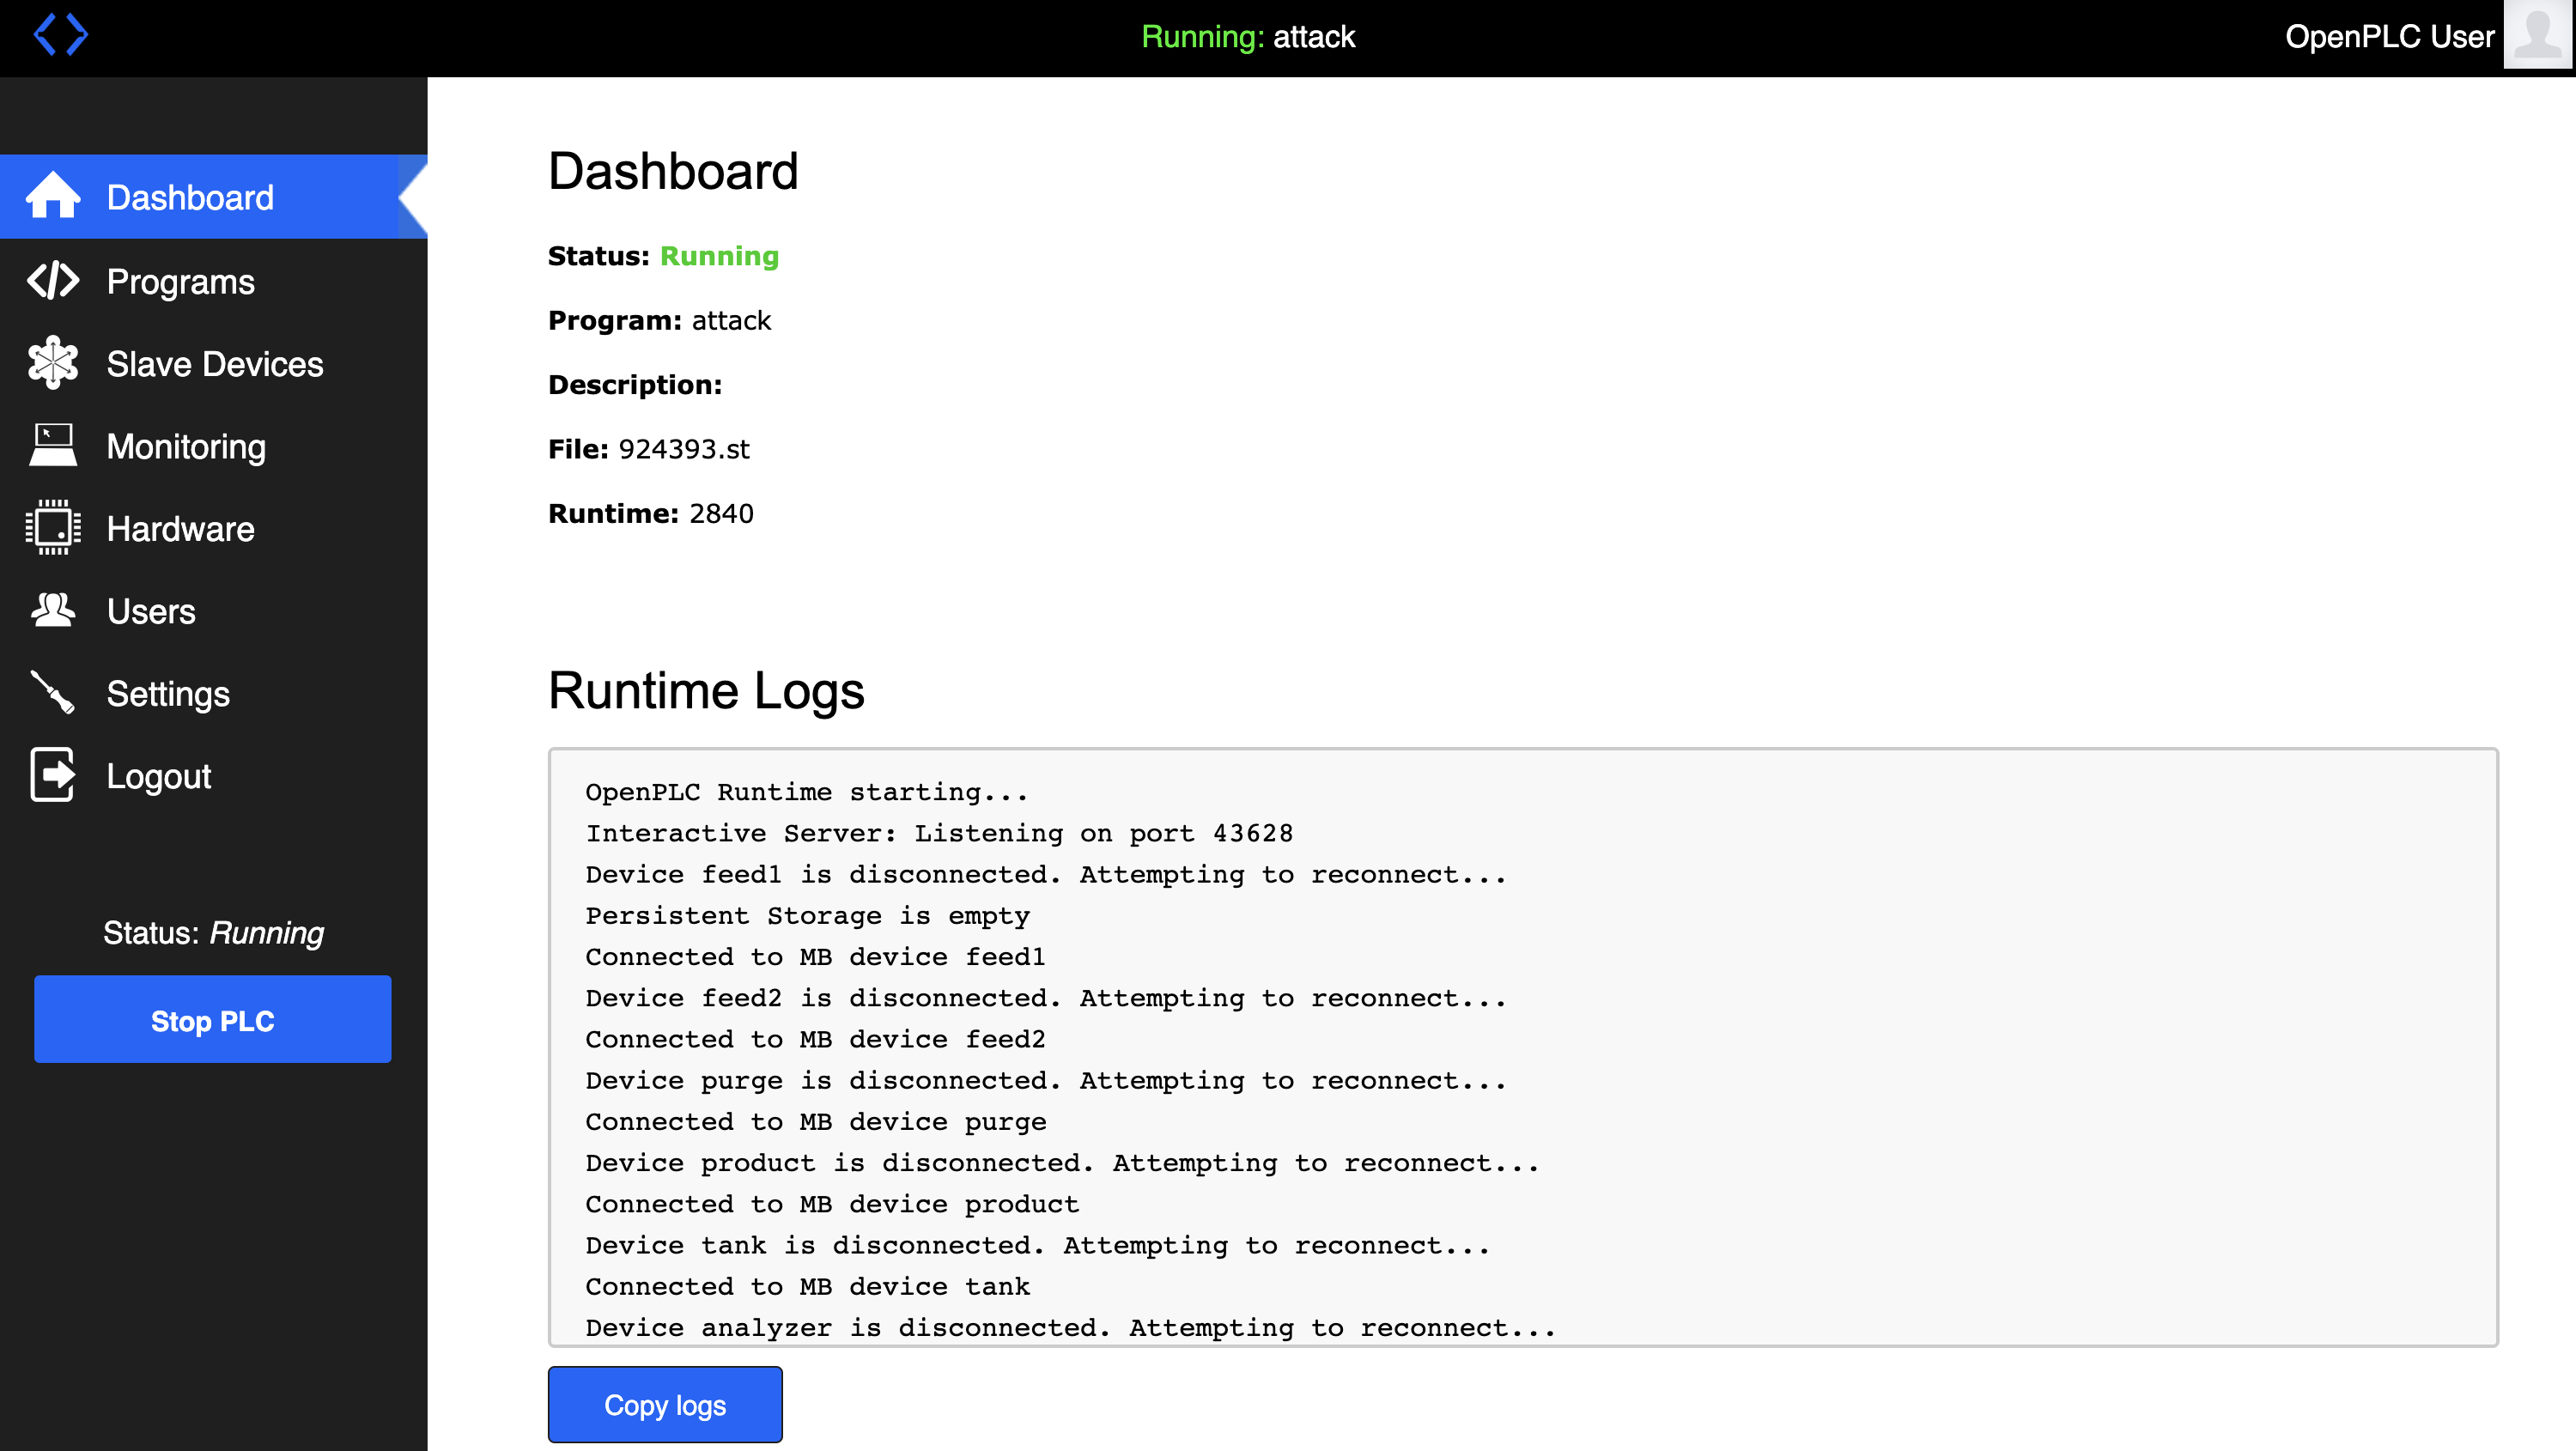 Running: attack
OpenPLC User
Dashboard
Programs
Slave Devices
Monitoring
Hardware
Users
Settings
Logout
Status: Running
Stop PLC
Dashboard
Status: Running
Program: attack
Description:
File: 924393.st
Runtime: 2840
Runtime Logs
OpenPLC Runtime starting...
Interactive Server: Listening on port 43628
Device feed1 is disconnected. Attempting to reconnect...
Persistent Storage is empty
Connected to MB device feed1
Device feed2 is disconnected. Attempting to reconnect...
Connected to MB device feed2
Device purge is disconnected. Attempting to reconnect...
Connected to MB device purge
Device product is disconnected. Attempting to reconnect...
Connected to MB device product
Device tank is disconnected. Attempting to reconnect...
Connected to MB device tank
Device analyzer is disconnected. Attempting to reconnect...
Copy logs